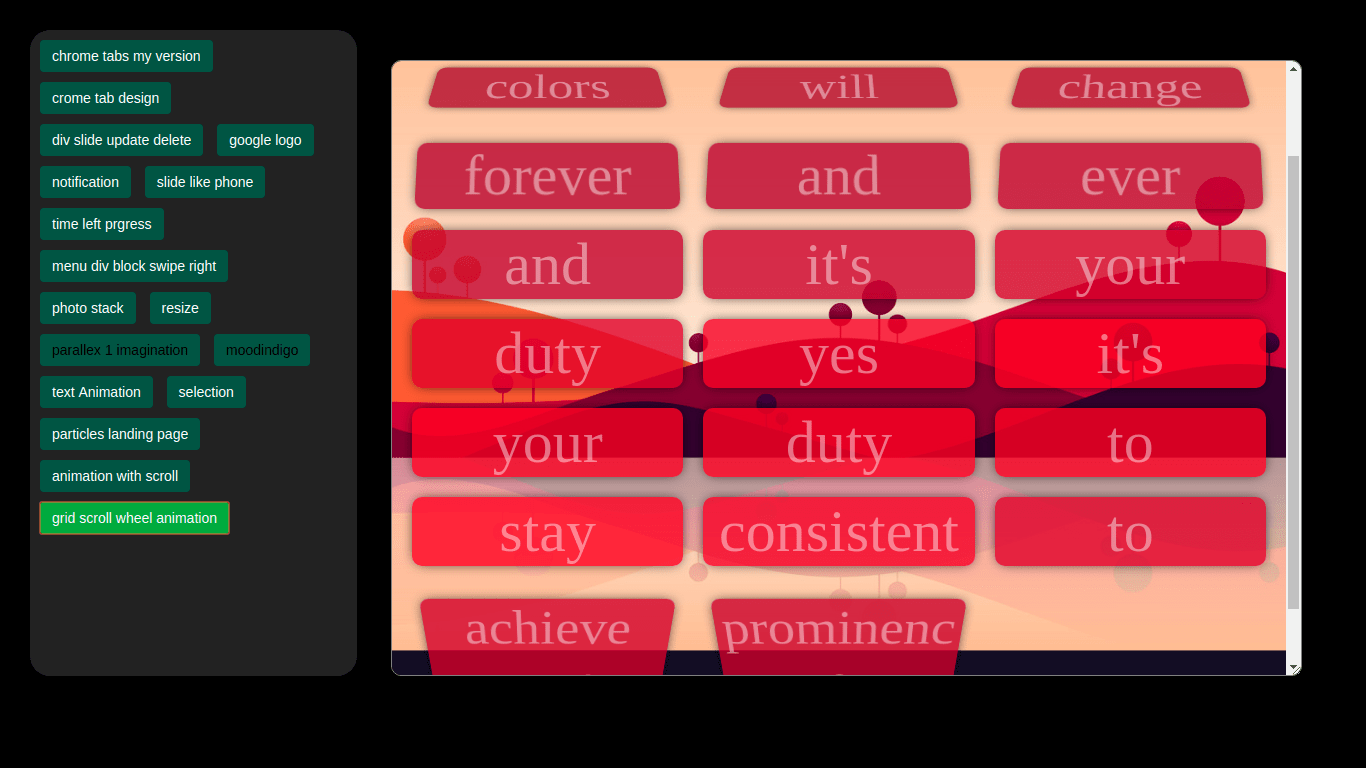 chrome tabs my version
crome tab design
div slide update delete google logo
notification slide like phone
time left prgress
menu div block swipe right
photo stack resize
parallex 1 imagination moodindigo
text Animation selection
particles landing page
animation with scroll
grid scroll wheel animation
colors will change
forever and ever
and it's your
duty yes it's
your duty to
stay consistent to
achieve prominenc